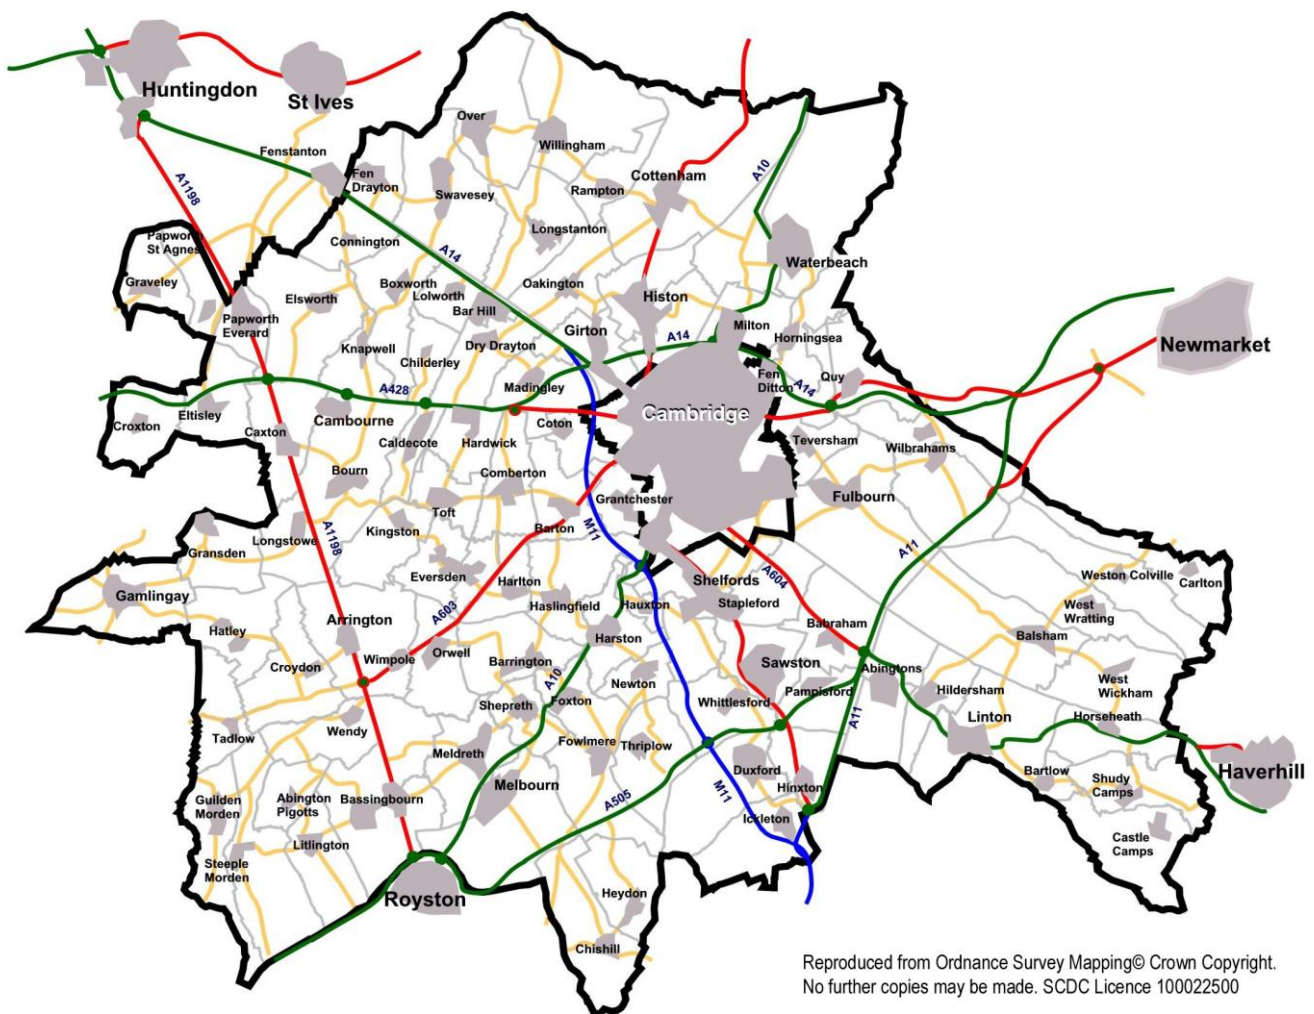 Huntingdon
St Ives
Over
Willingham
Fenstanton
Fen
Drayton
Swavesey
Rampton
Cottenham
A10
A1198
Papworth
St Agnes
Connington
A14
Longstanton
Waterbeach
Graveley
Elsworth
Boxworth
Lolworth
Bar Hill
Oakington
Histon
Papworth
Everard
Knapwell
Childerley
Dry Drayton
Girton
A14
Milton
Horningsea
Newmarket
Eltisley
Croxton
A428
Madingley
Fen
Ditton
A14
Quy
Caxton
Cambourne
Caldecote
Hardwick
Coton
Cambridge
Teversham
Wilbrahams
Bourn
Comberton
Toft
Grantchester
Fulbourn
Gransden
Longstowe
A1198
Kingston
Barton
M11
A11
Gamlingay
Eversden
Harlton
Haslingfield
Hauxton
Shelfords
A604
Stapleford
Weston Colville
Carlton
West
Wratting
Hatley
Arrington
A603
Harston
Babraham
Balsham
Croydon
Wimpole
Orwell
Barrington
Newton
Sawston
Abingtons
Pampisford
Hildersham
West
Wickham
Tadlow
Wendy
Shepreth
A10
Foxton
Whittlesford
A11
Linton
Horseheath
Meldreth
Fowlmere
Thriplow
Duxford
Bartlow
Shudy
Camps
Haverhill
Guilden
Morden
Abington
Pigotts
Bassingbourn
Melbourn
A505
M11
Hinxton
Ickleton
Litlington
Steeple
Morden
Castle
Camps
Royston
Heydon
Chishill
Reproduced from Ordnance Survey Mapping© Crown Copyright.
No further copies may be made. SCDC Licence 100022500